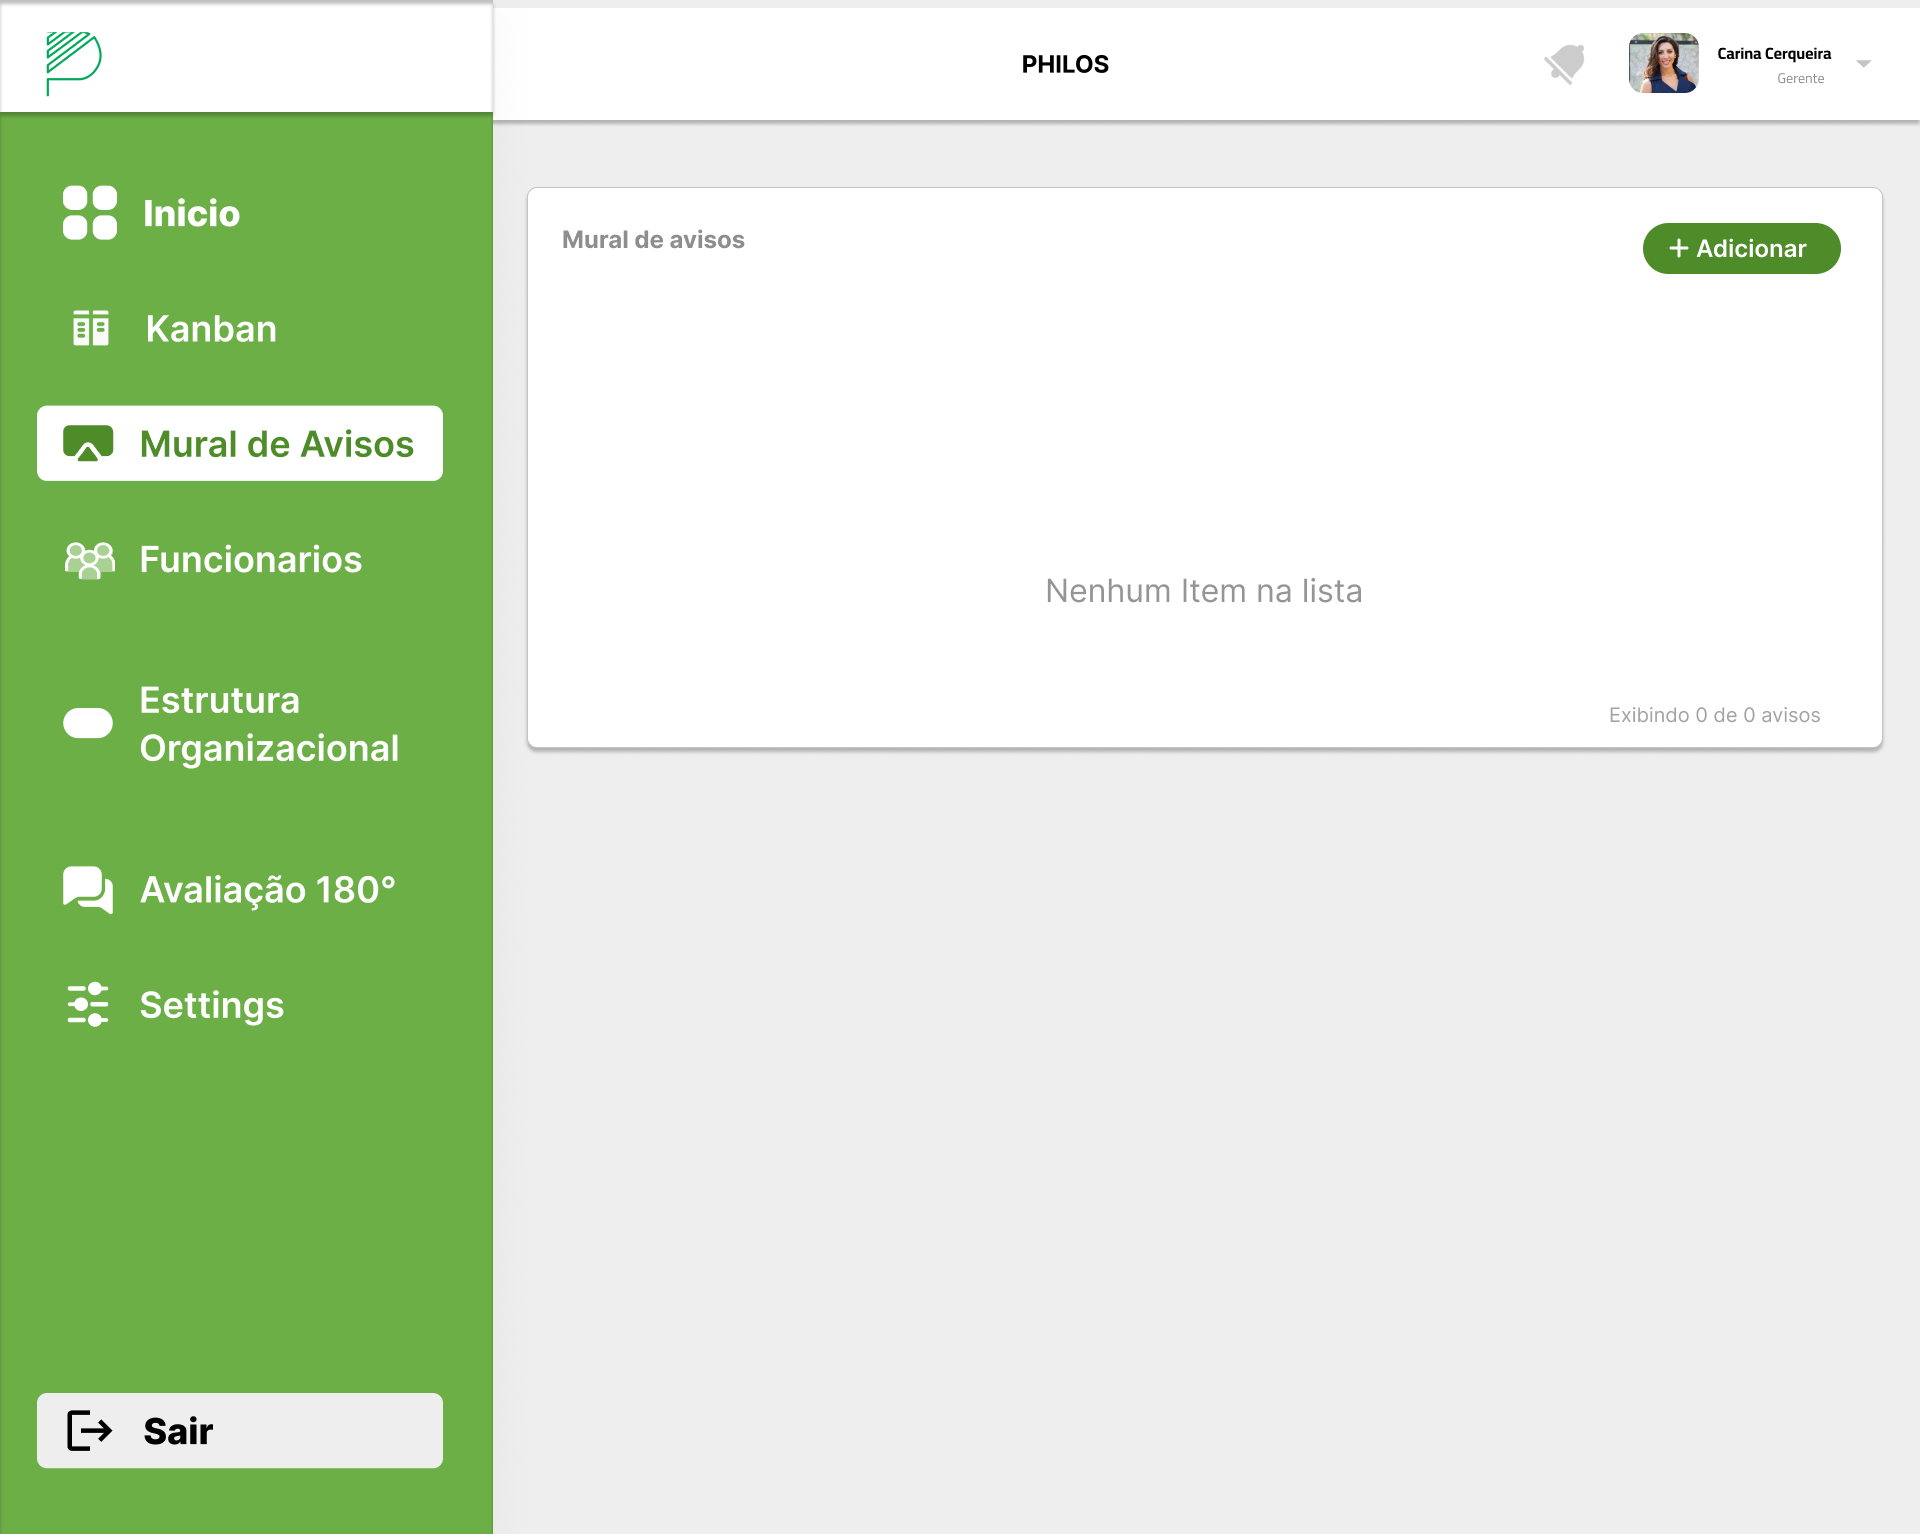 PHILOS
Carina Cerqueira
Gerente
Inicio
Kanban
Mural de Avisos
Funcionarios
Estrutura
Organizacional
Avaliação 180°
Settings
Sair
Mural de avisos
+ Adicionar
Nenhum Item na lista
Exibindo 0 de 0 avisos